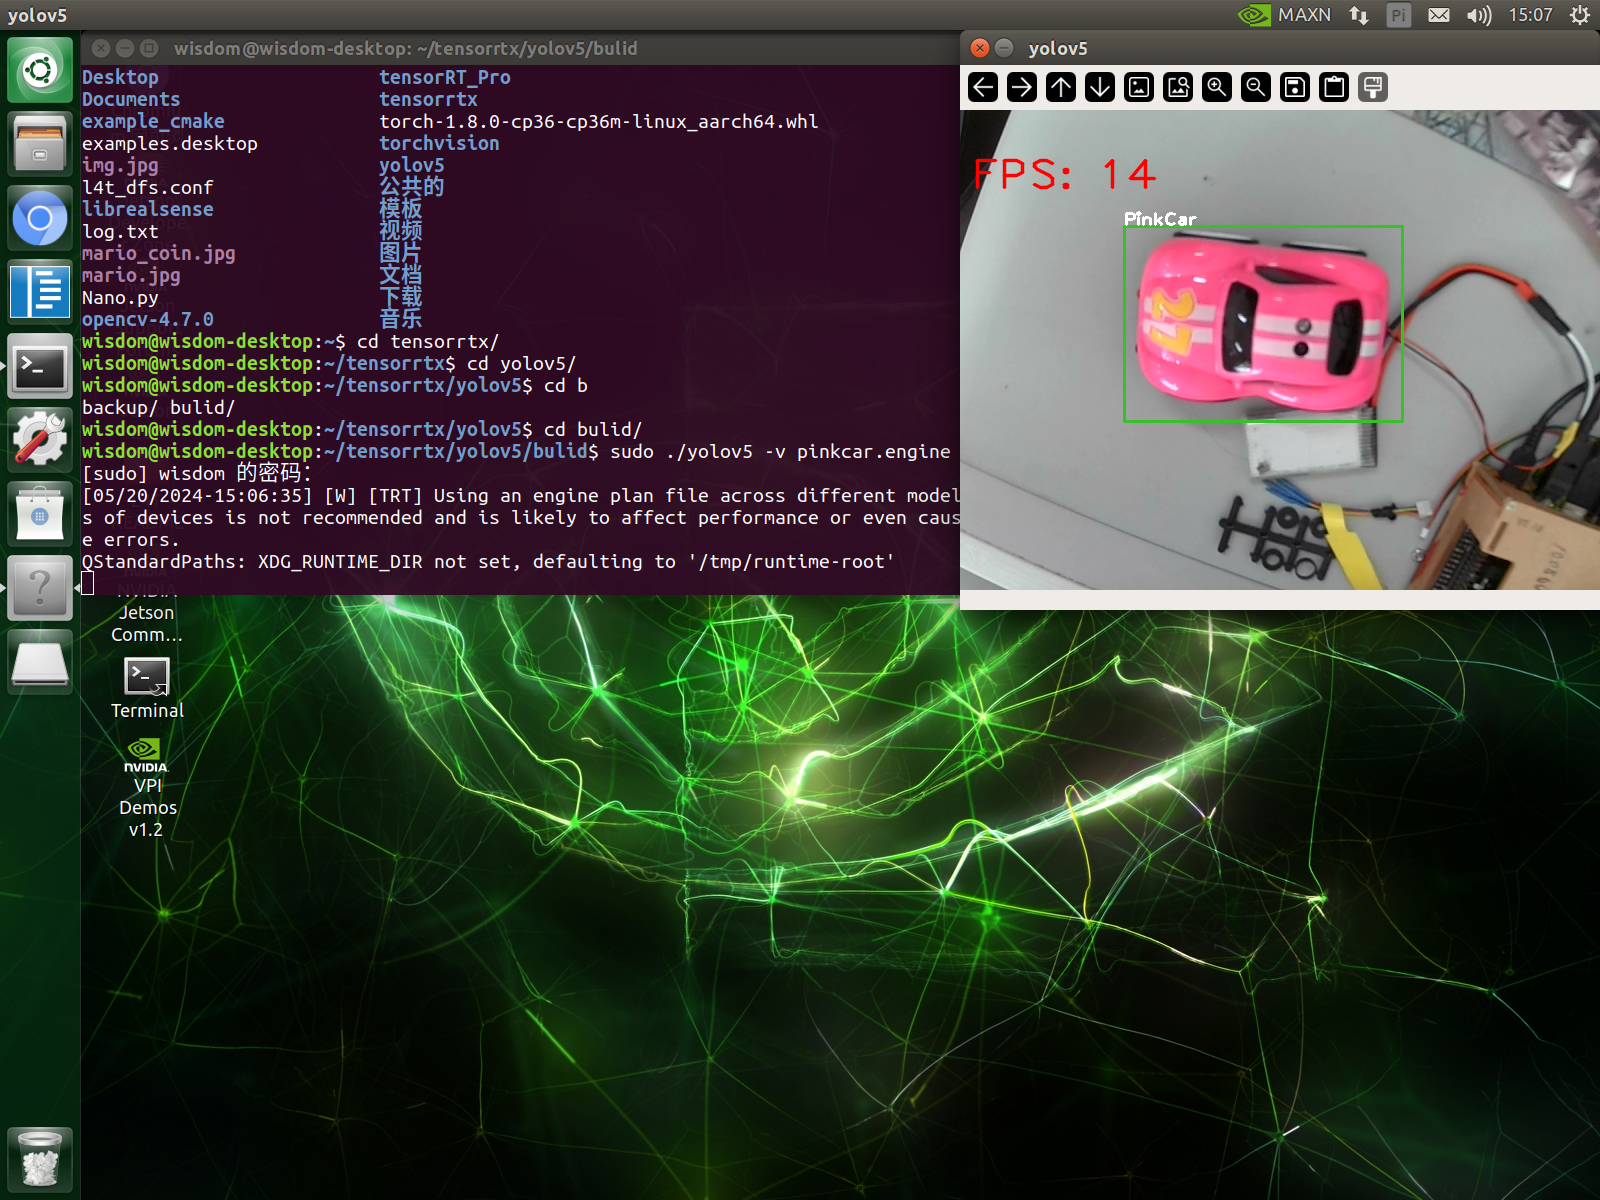 yolov5
MAXN
Pi
15:07
wisdom@wisdom-desktop: ~/tensorrtx/yolov5/bulid
Desktop tensorRT_Pro
Documents tensorrtx
example_cmake torch-1.8.0-cp36-cp36m-linux_aarch64.whl
examples.desktop torchvision
img.jpg yolov5
l4t_dfs.conf 公共的
librealsense 模板
log.txt 视频
mario_coin.jpg 图片
mario.jpg 文档
Nano.py 下载
opencv-4.7.0 音乐
wisdom@wisdom-desktop:~$ cd tensorrtx/
wisdom@wisdom-desktop:~/tensorrtx$ cd yolov5/
wisdom@wisdom-desktop:~/tensorrtx/yolov5$ cd b
backup/ bulid/
wisdom@wisdom-desktop:~/tensorrtx/yolov5$ cd bulid/
wisdom@wisdom-desktop:~/tensorrtx/yolov5/bulid$ sudo ./yolov5 -v pinkcar.engine
[sudo] wisdom 的密码：
[05/20/2024-15:06:35] [W] [TRT] Using an engine plan file across different model
s of devices is not recommended and is likely to affect performance or even caus
e errors.
QStandardPaths: XDG_RUNTIME_DIR not set, defaulting to '/tmp/runtime-root'
yolov5
FPS: 14
PinkCar
27
NVIDIA
Jetson
Comm...
Terminal
NVIDIA
VPI
Demos
v1.2